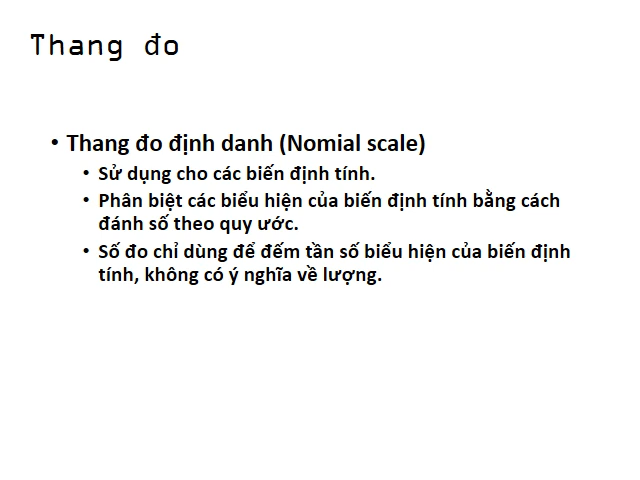 Thang đo
• Thang đo định danh (Nomial scale)
• Sử dụng cho các biến định tính.
• Phân biệt các biểu hiện của biến định tính bằng cách
đánh số theo quy ước.
• Số đo chỉ dùng để đếm tần số biểu hiện của biến định
tính, không có ý nghĩa về lượng.